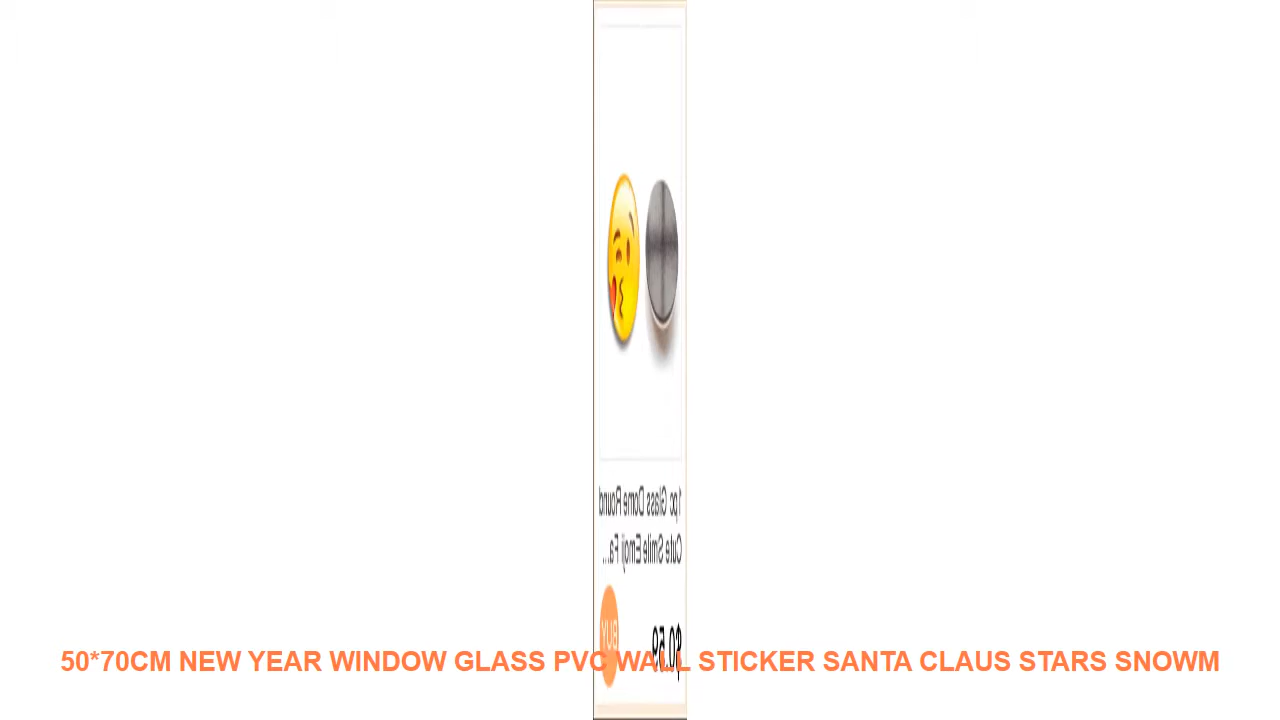 1pc Glass Dome Round
Cute Smile Emoji Fa...
$0.59
BUY
50*70CM NEW YEAR WINDOW GLASS PVC WALL STICKER SANTA CLAUS STARS SNOWM